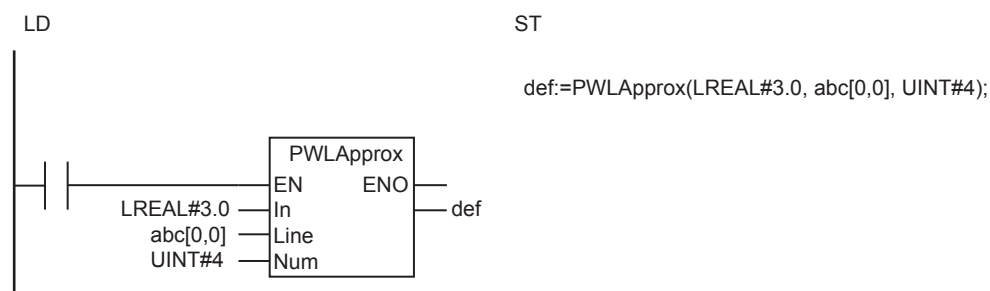 LD
ST
def:=PWLApprox(LREAL#3.0, abc[0,0], UINT#4);
PWLApprox
EN ENO
LREAL#3.0 In def
abc[0,0] Line
UINT#4 Num